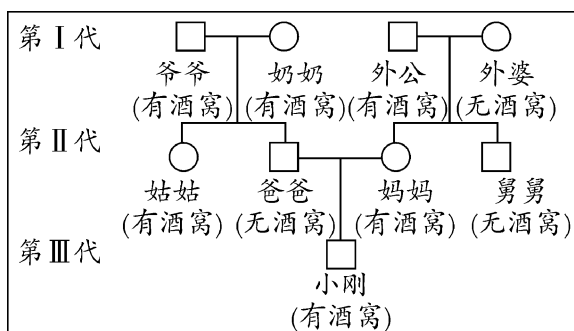 第Ⅰ代
爷爷 奶奶 外公 外婆
(有酒窝) (有酒窝) (有酒窝) (无酒窝)
第Ⅱ代
姑姑 爸爸 妈妈 舅舅
(有酒窝) (无酒窝) (有酒窝) (无酒窝)
第Ⅲ代
小刚
(有酒窝)